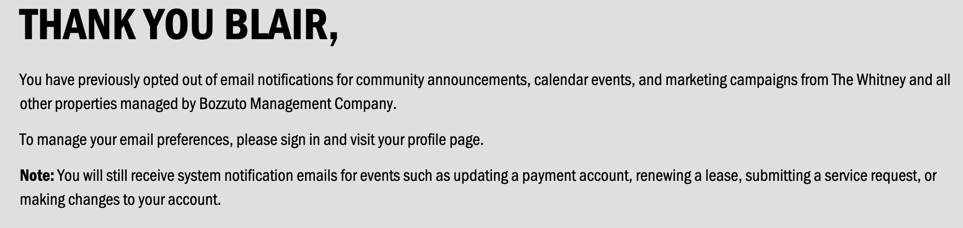 THANK YOU BLAIR,
You have previously opted out of email notifications for community announcements, calendar events, and marketing campaigns from The Whitney and all
other properties managed by Bozzuto Management Company.
To manage your email preferences, please sign in and visit your profile page.
Note: You will still receive system notification emails for events such as updating a payment account, renewing a lease, submitting a service request, or
making changes to your account.